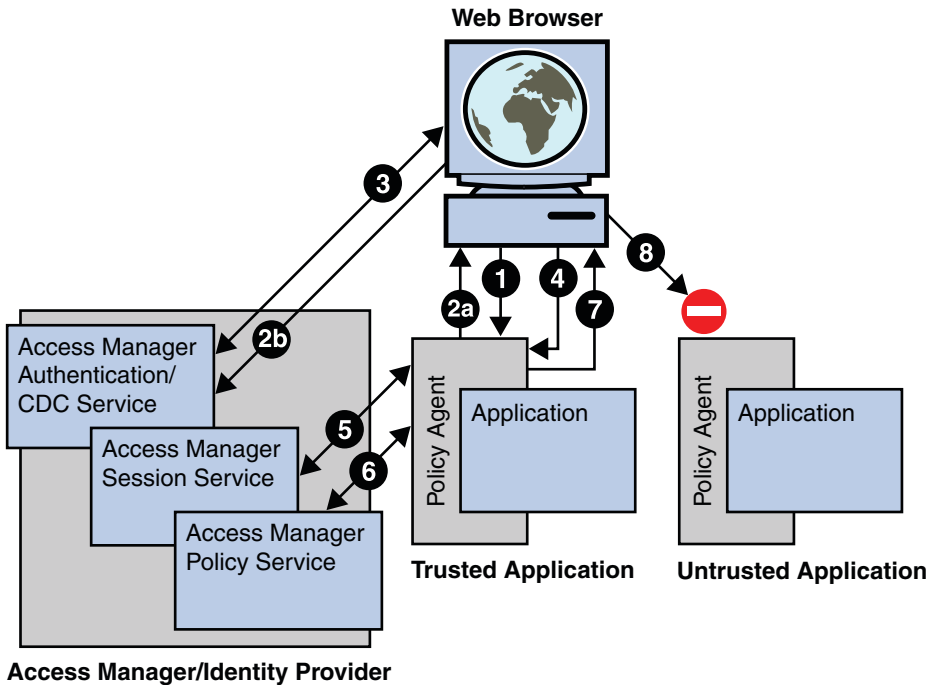 Web Browser
3
8
2a
1
4
7
2b
Access Manager
Authentication/
CDC Service
Policy Agent
Application
Policy Agent
Application
5
Access Manager
Session Service
6
Access Manager
Policy Service
Trusted Application
Untrusted Application
Access Manager/Identity Provider